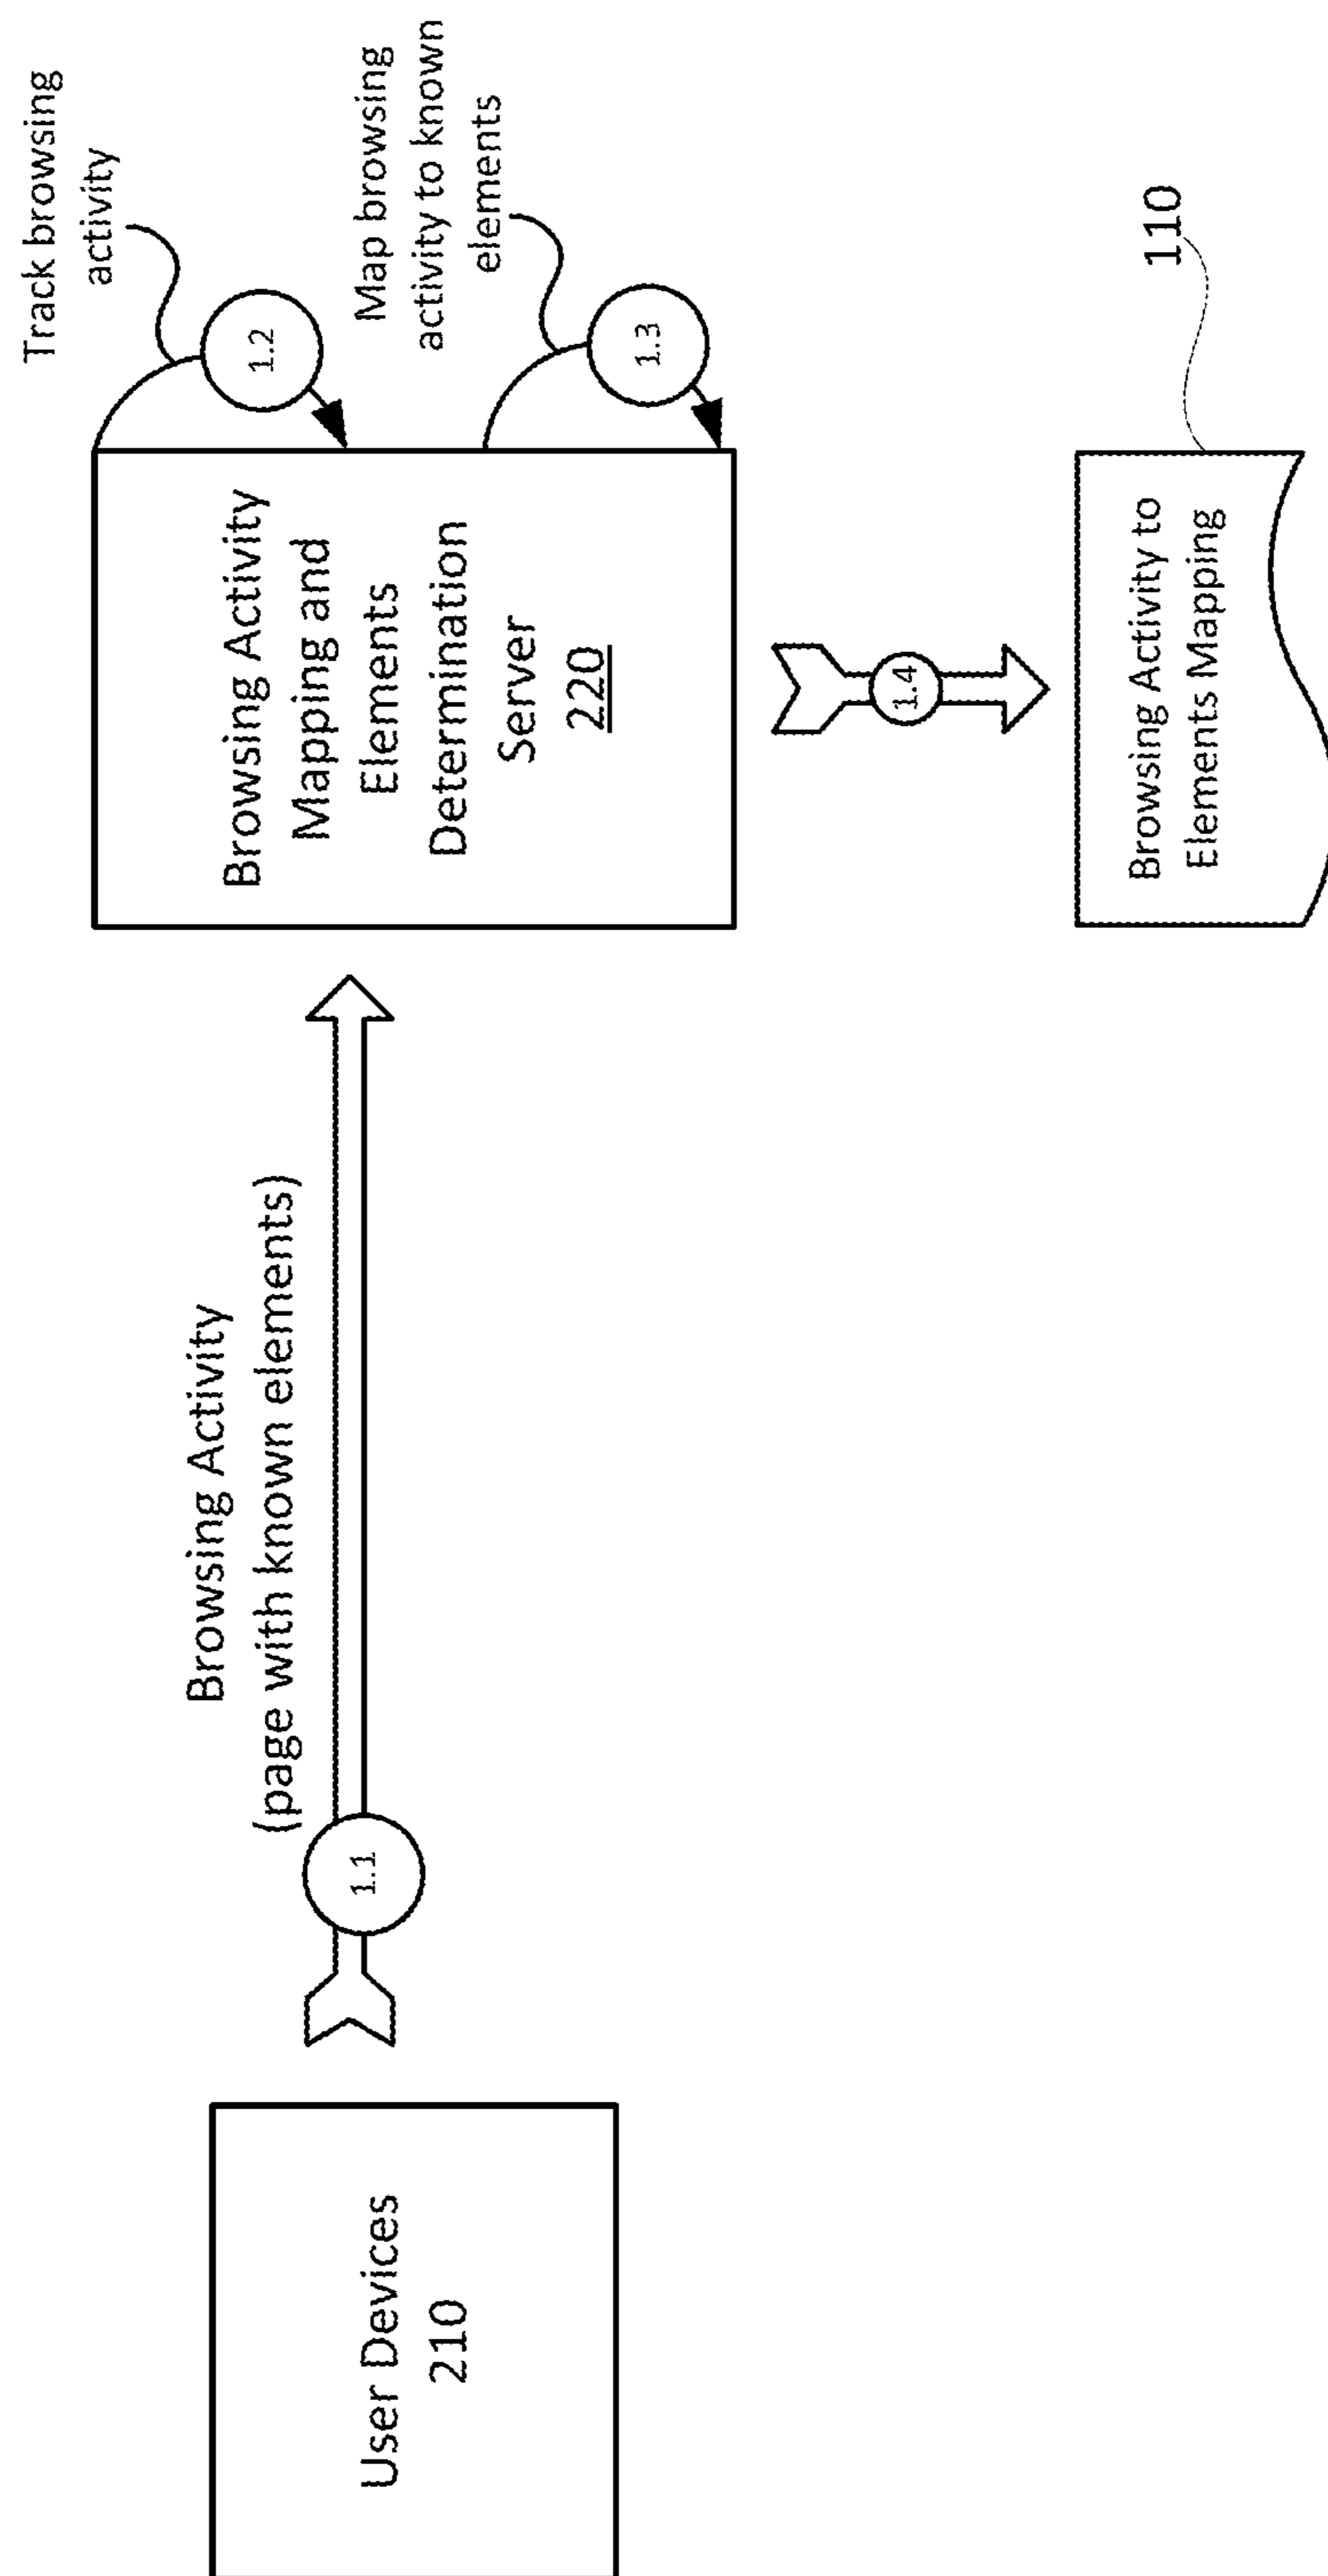 User Devices
210
1.1
Browsing Activity
(page with known elements)
Browsing Activity
Mapping and
Elements
Determination
Server
220
Track browsing
activity
1.2
Map browsing
activity to known
elements
1.3
1.4
Browsing Activity to
Elements Mapping
110